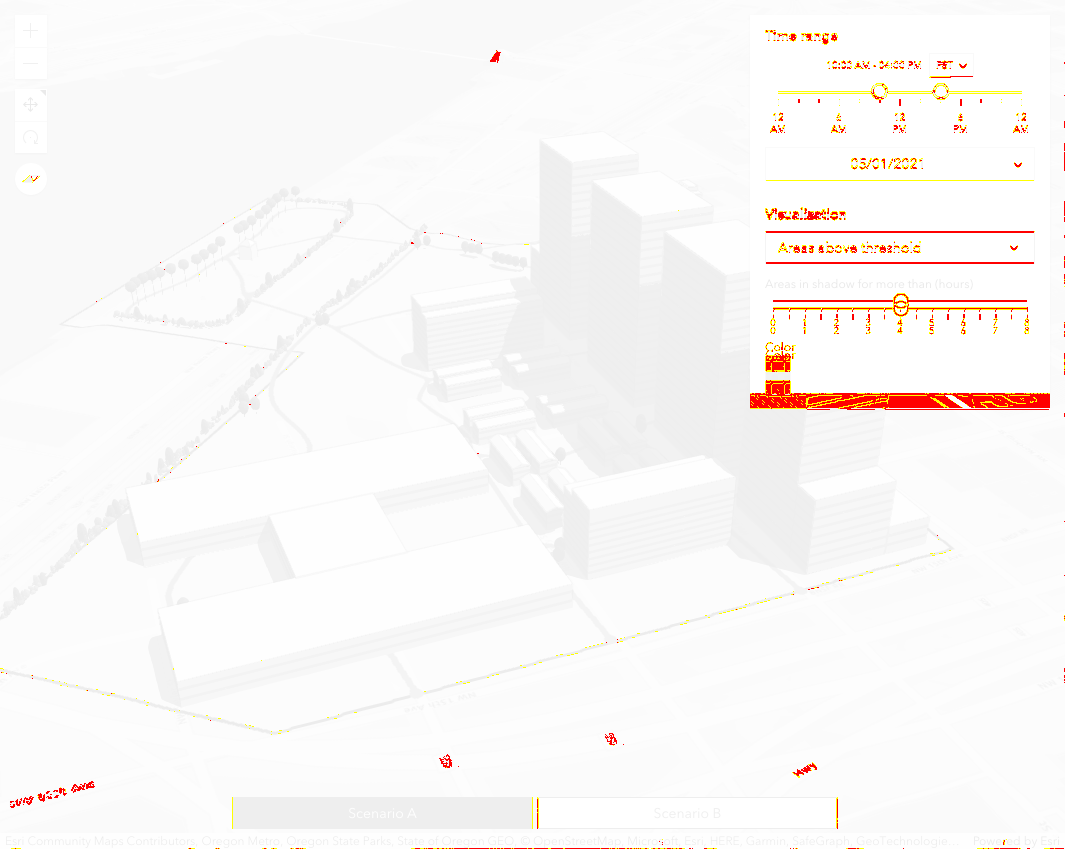 Time range
10:00 AM - 04:00 PM PST
12 AM 6 AM 12 PM 6 PM 12 AM
05/01/2021
Visualization
Areas above threshold
Areas in shadow for more than (hours)
0 1 2 3 4 5 6 7 8
Color
Hwy
Scenario A Scenario B
Esri Community Maps Contributors, Oregon Metro, Oregon State Parks, State of Oregon GEO, © OpenStreetMap, Microsoft, Esri, HERE, Garmin, SafeGraph, GeoTechnologie... Powered by Esri